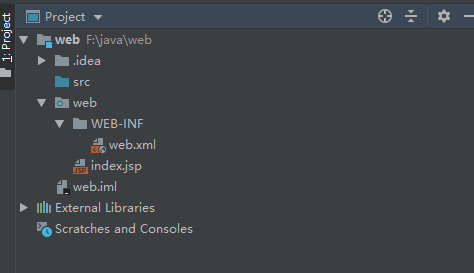 Project
1: Project
web F:\java\web
.idea
src
web
WEB-INF
web.xml
JSP index.jsp
web.iml
External Libraries
Scratches and Consoles